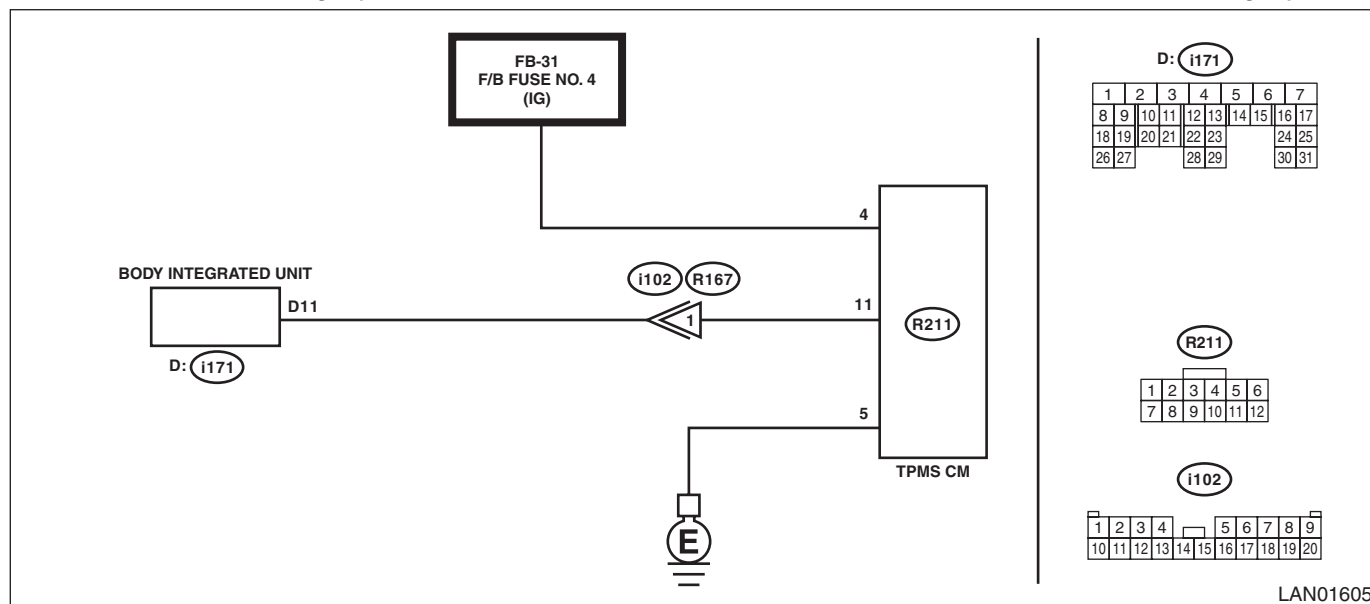 FB-31
F/B FUSE NO. 4
(IG)
4
BODY INTEGRATED UNIT
D11
D: i171
i102 R167
1
11
R211
5
TPMS CM
E
D: i171
1 2 3 4 5 6 7
8 9 10 11 12 13 14 15 16 17
18 19 20 21 22 23 24 25
26 27 28 29 30 31
R211
1 2 3 4 5 6
7 8 9 10 11 12
i102
1 2 3 4 5 6 7 8 9
10 11 12 13 14 15 16 17 18 19 20
LAN01605